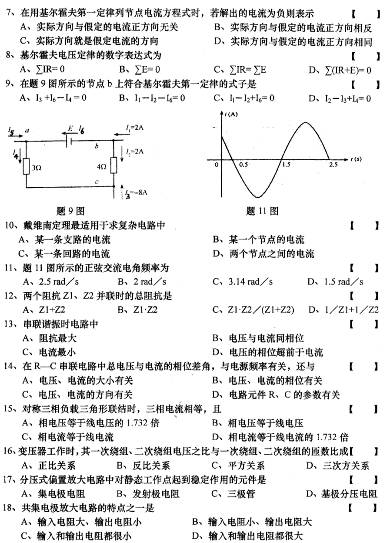 7、在用基尔霍夫第一定律列节点电流方程式时，若解出的电流为负则表示 【 】
A、实际方向与假定的电流正方向无关 B、实际方向与假定的电流正方向相反
C、实际方向就是假定电流的方向 D、实际方向与假定的电流正方向相同
8、基尔霍夫电压定律的数字表达式为 【 】
A、∑IR= 0 B、∑E= 0 C、∑IR= ∑E D、∑(IR+E)= 0
9、在题 9 图所示的节点 b 上符合基尔霍夫第一定律的式子是 【 】
A、I₃ +I₆－I₄ = 0 B、I₁－I₂－I₆= 0 C、I₁－I₂+I₆= 0 D、I₂－I₃+I₄= 0
I₅ a E I₆ b I₁=2A
I₄ I₂=2A
3Ω 4Ω
c
I₃=-8A
i (A)
0 0.5 1.5 2.5 t (s)
题 9 图 题 11 图
10、戴维南定理最适用于求复杂电路中 【 】
A、某一条支路的电流 B、某一个节点的电流
C、某一条回路的电流 D、两个节点之间的电流
11、题 11 图所示的正弦交流电角频率为 【 】
A、2.5 rad／s B、2 rad／s C、3.14 rad／s D、1.5 rad／s
12、两个阻抗 Z1、Z2 并联时的总阻抗是 【 】
A、Z1+Z2 B、Z1·Z2 C、Z1·Z2／(Z1+Z2) D、1／Z1+1／Z2
13、串联谐振时电路中 【 】
A、阻抗最大 B、电压与电流同相位
C、电流最小 D、电压的相位超前于电流
14、在 R—C 串联电路中总电压与电流的相位差角，与电源频率有关，还与 【 】
A、电压、电流的大小有关 B、电压、电流的相位有关
C、电压、电流的方向有关 D、电路元件 R、C 的参数有关
15、对称三相负载三角形联结时，三相电流相等，且 【 】
A、相电压等于线电压的 1.732 倍 B、相电压等于线电压
C、相电流等于线电流 D、相电流等于线电流的 1.732 倍
16、变压器工作时，其一次绕组、二次绕组电压之比与一次绕组、二次绕组的匝数比成【 】
A、正比关系 B、反比关系 C、平方关系 D、三次方关系
17、分压式偏置放大电路中对静态工作点起到稳定作用的元件是 【 】
A、集电极电阻 B、发射极电阻 C、三极管 D、基极分压电阻
18、共集电极放大电路的特点之一是 【 】
A、输入电阻大、输出电阻小 B、输入电阻小、输出电阻大
C、输入和输出电阻都很小 D、输入和输出电阻都很大